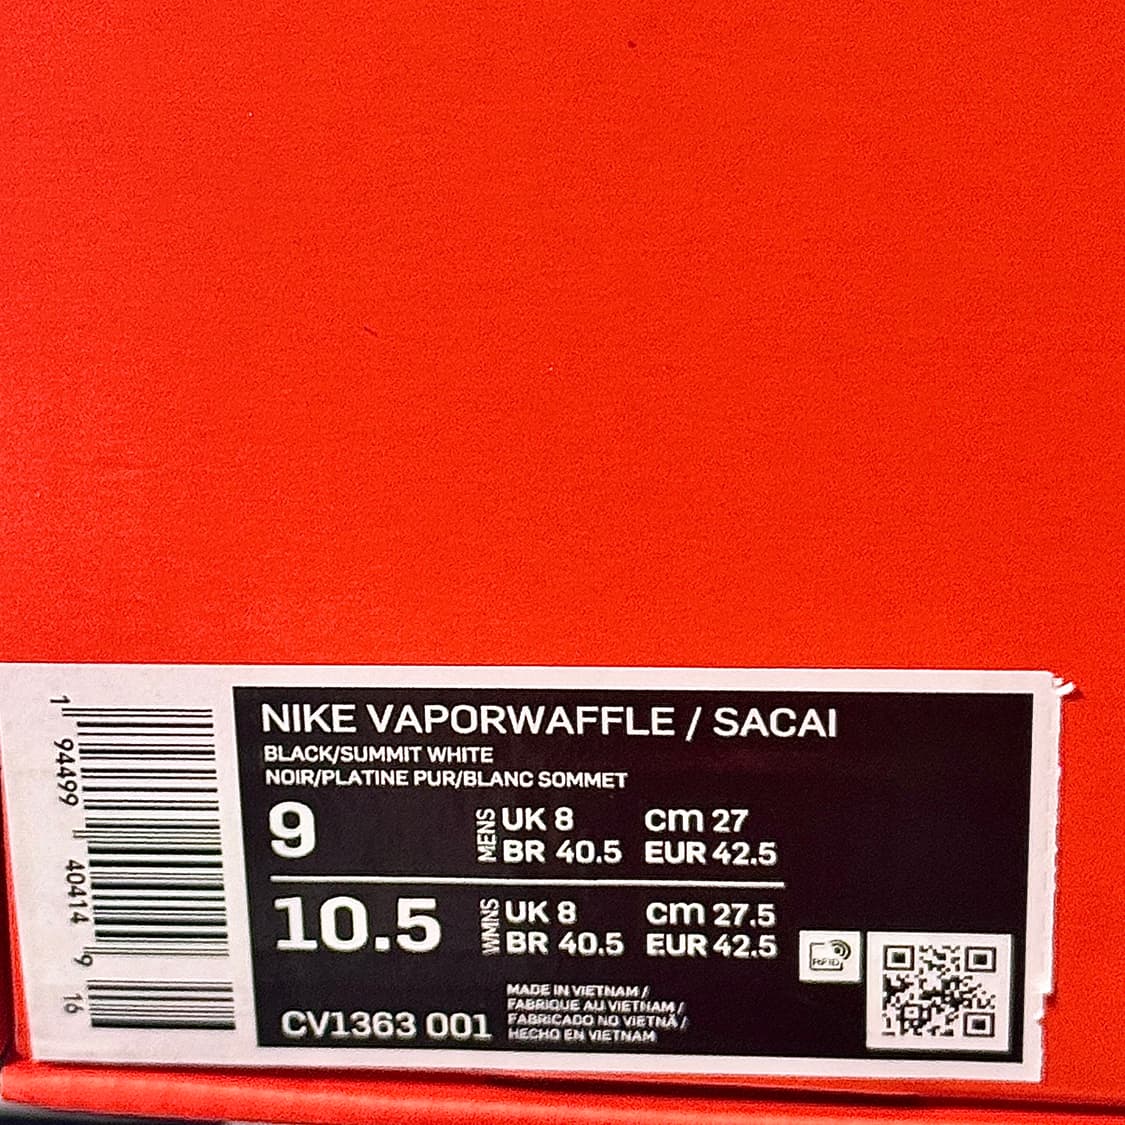 NIKE VAPORWAFFLE / SACAI
BLACK/SUMMIT WHITE
NOIR/PLATINE PUR/BLANC SOMMET
9
MENS
UK 8 cm 27
BR 40.5 EUR 42.5
10.5
WMNS
UK 8 cm 27.5
BR 40.5 EUR 42.5
CV1363 001
MADE IN VIETNAM /
FABRIQUE AU VIETNAM /
FABRICADO NO VIETNÃ /
HECHO EN VIETNAM
RFID
1 94499 40414 9 16